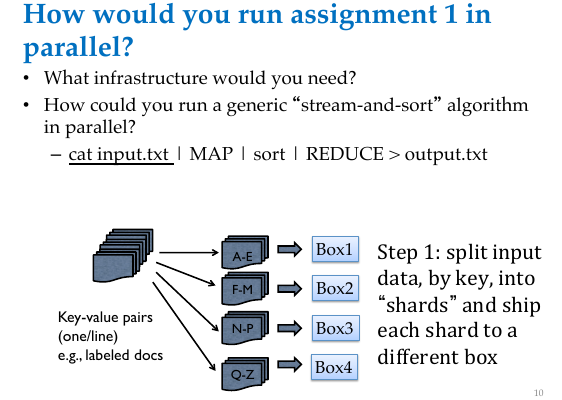 How would you run assignment 1 in
parallel?
• What infrastructure would you need?
• How could you run a generic “stream-and-sort” algorithm
in parallel?
– cat input.txt | MAP | sort | REDUCE > output.txt
A-E
Box1
F-M
Box2
N-P
Box3
Q-Z
Box4
Key-value pairs
(one/line)
e.g., labeled docs
Step 1: split input
data, by key, into
“shards” and ship
each shard to a
different box
10